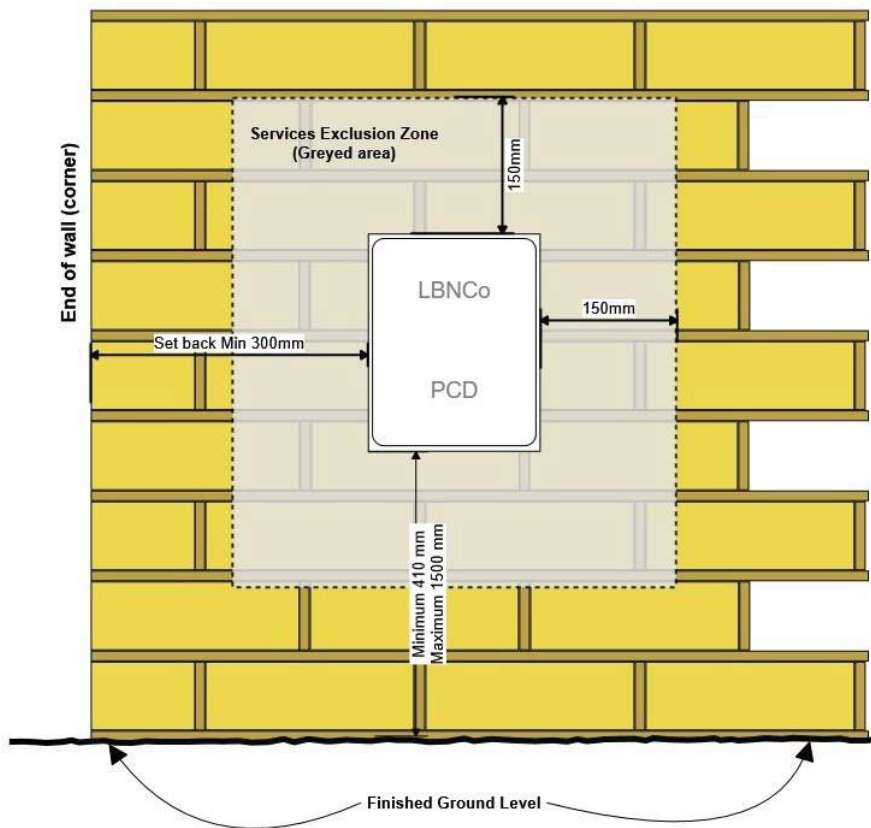 Services Exclusion Zone
(Greyed area)
150mm
End of wall (corner)
LBNCo
150mm
Set back Min 300mm
PCD
Minimum 410 mm
Maximum 1500 mm
Finished Ground Level